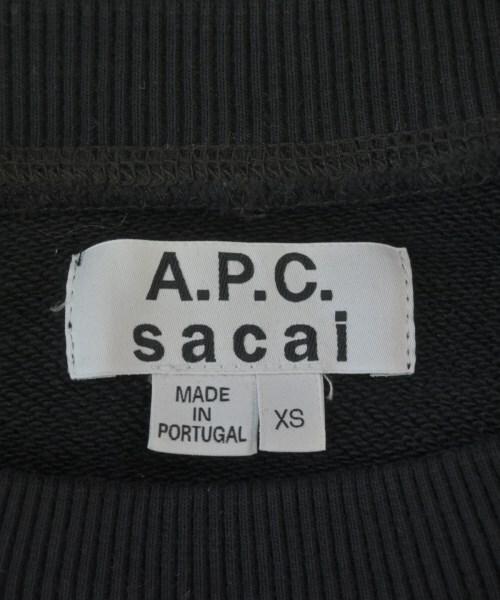 A.P.C.
sacai
MADE
IN
PORTUGAL
XS